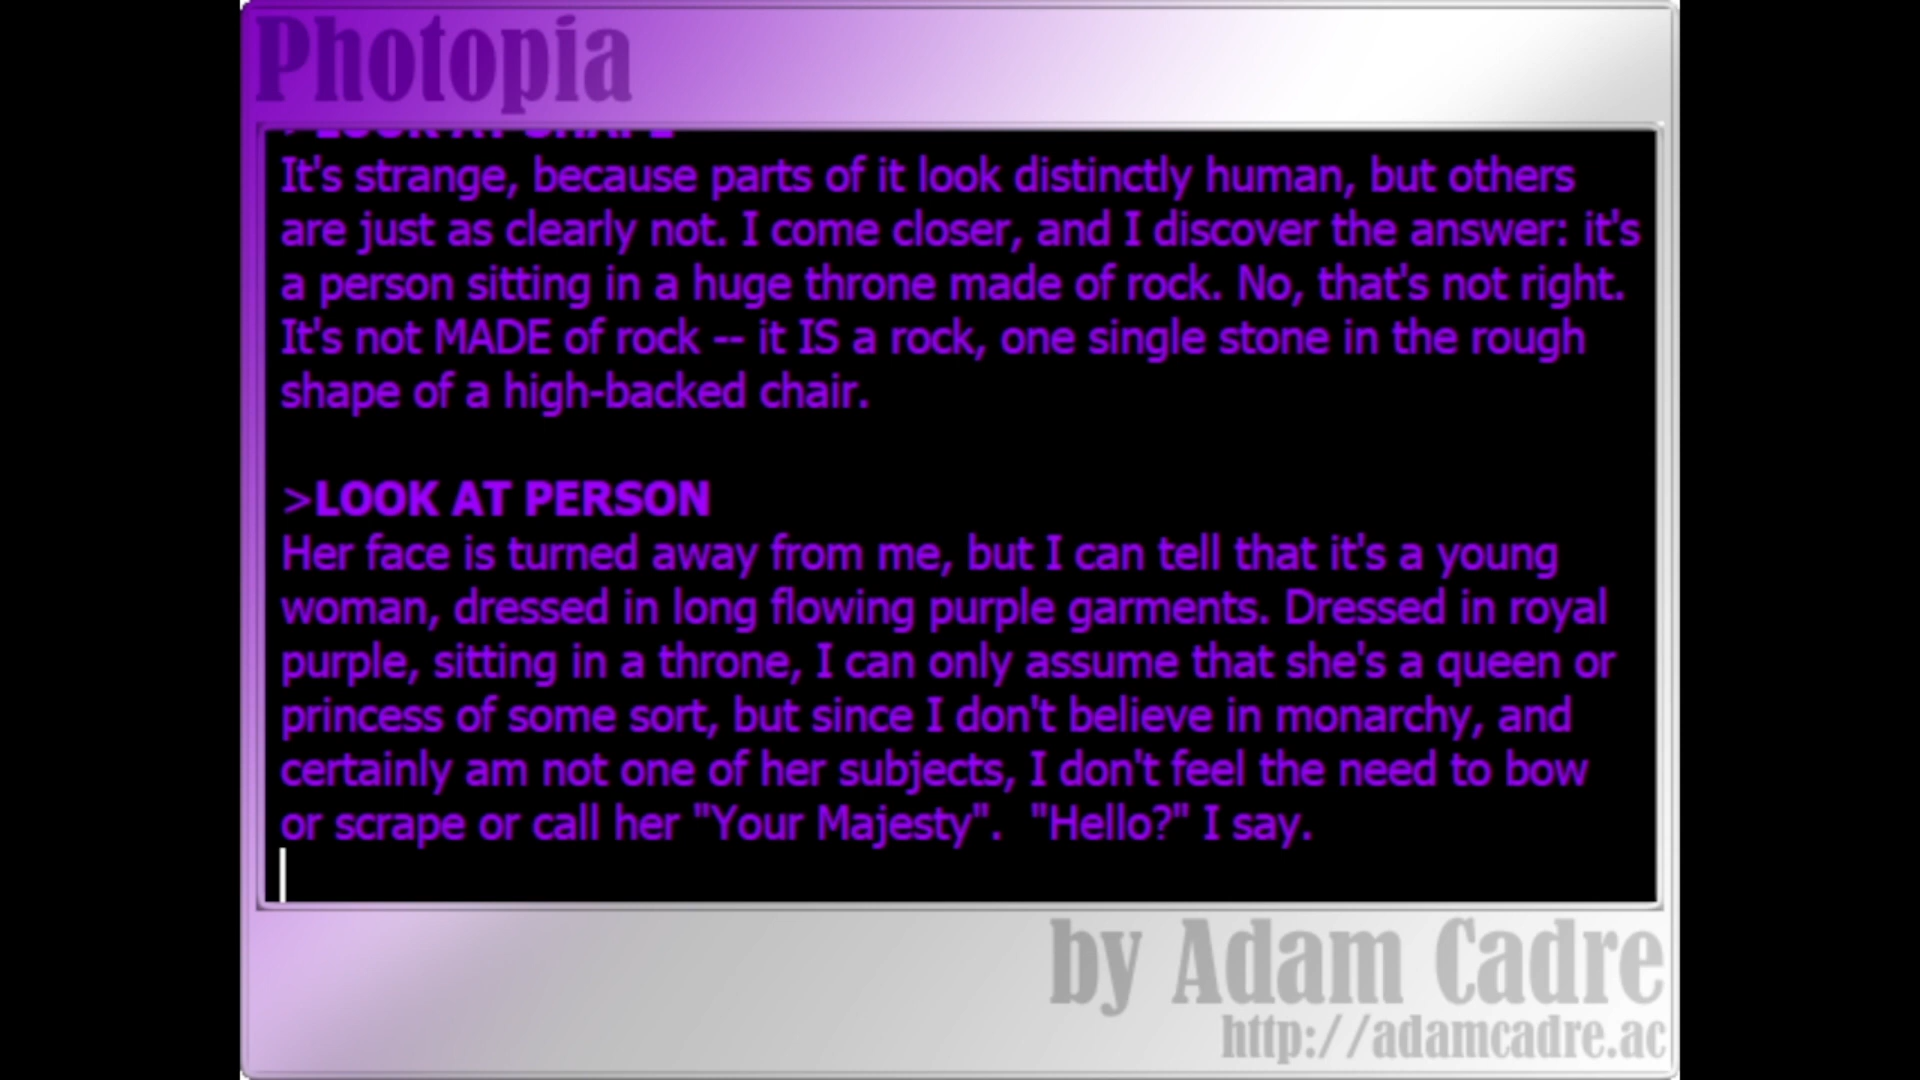 Photopia
It's strange, because parts of it look distinctly human, but others
are just as clearly not. I come closer, and I discover the answer: it's
a person sitting in a huge throne made of rock. No, that's not right.
It's not MADE of rock -- it IS a rock, one single stone in the rough
shape of a high-backed chair.
>LOOK AT PERSON
Her face is turned away from me, but I can tell that it's a young
woman, dressed in long flowing purple garments. Dressed in royal
purple, sitting in a throne, I can only assume that she's a queen or
princess of some sort, but since I don't believe in monarchy, and
certainly am not one of her subjects, I don't feel the need to bow
or scrape or call her "Your Majesty".  "Hello?" I say.
by Adam Cadre
http://adamcadre.ac